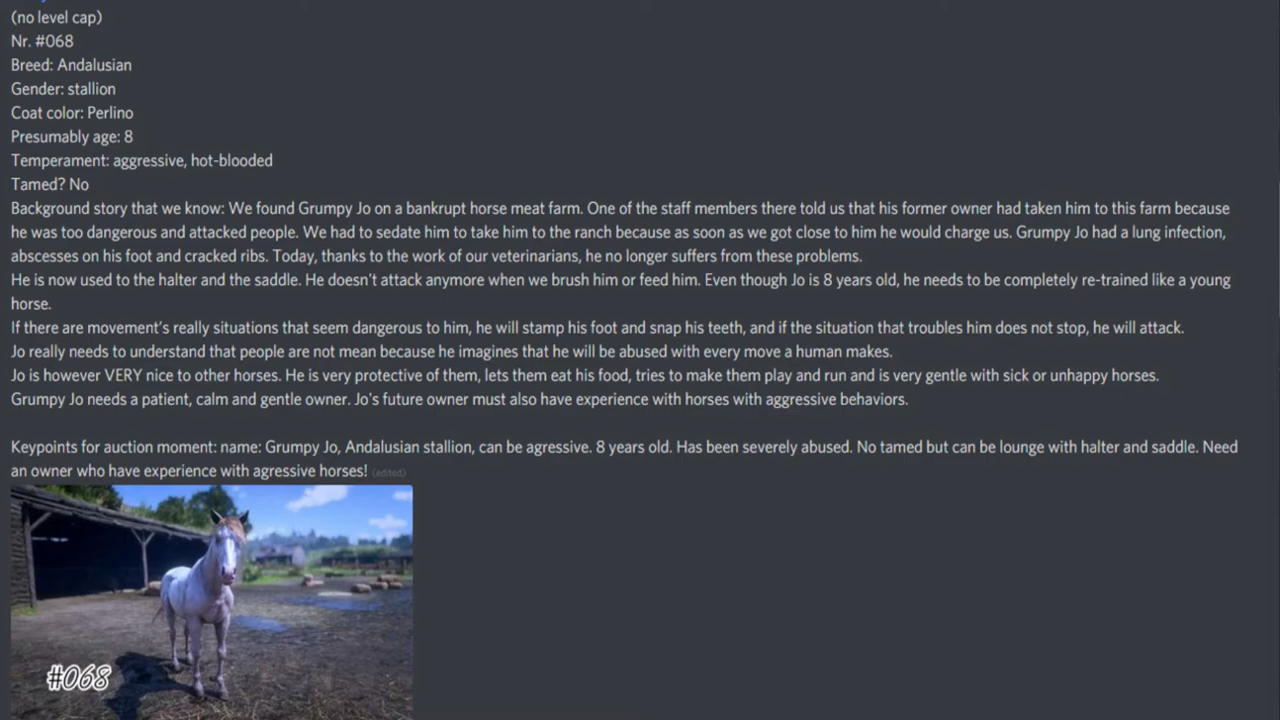 (no level cap)
Nr. #068
Breed: Andalusian
Gender: stallion
Coat color: Perlino
Presumably age: 8
Temperament: aggressive, hot-blooded
Tamed? No
Background story that we know: We found Grumpy Jo on a bankrupt horse meat farm. One of the staff members there told us that his former owner had taken him to this farm because
he was too dangerous and attacked people. We had to sedate him to take him to the ranch because as soon as we got close to him he would charge us. Grumpy Jo had a lung infection,
abscesses on his foot and cracked ribs. Today, thanks to the work of our veterinarians, he no longer suffers from these problems.
He is now used to the halter and the saddle. He doesn't attack anymore when we brush him or feed him. Even though Jo is 8 years old, he needs to be completely re-trained like a young
horse.
If there are movement's really situations that seem dangerous to him, he will stamp his foot and snap his teeth, and if the situation that troubles him does not stop, he will attack.
Jo really needs to understand that people are not mean because he imagines that he will be abused with every move a human makes.
Jo is however VERY nice to other horses. He is very protective of them, lets them eat his food, tries to make them play and run and is very gentle with sick or unhappy horses.
Grumpy Jo needs a patient, calm and gentle owner. Jo's future owner must also have experience with horses with aggressive behaviors.
Keypoints for auction moment: name: Grumpy Jo, Andalusian stallion, can be agressive. 8 years old. Has been severely abused. No tamed but can be lounge with halter and saddle. Need
an owner who have experience with agressive horses! (edited)
#068